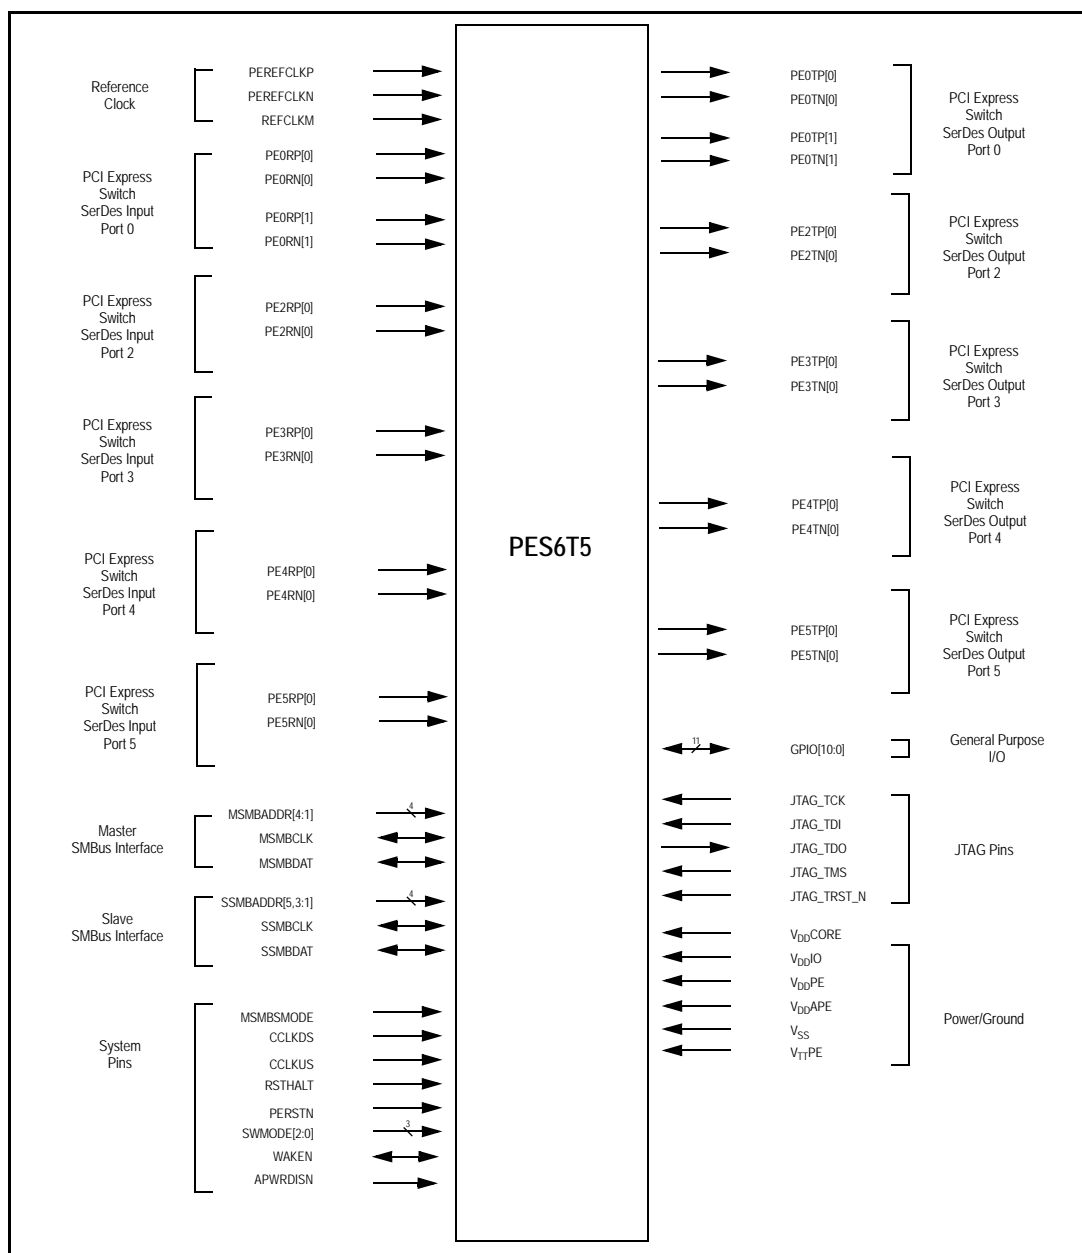 Reference
Clock
PEREFCLKP
PEREFCLKN
REFCLKM
PCI Express
Switch
SerDes Input
Port 0
PE0RP[0]
PE0RN[0]
PE0RP[1]
PE0RN[1]
PCI Express
Switch
SerDes Input
Port 2
PE2RP[0]
PE2RN[0]
PCI Express
Switch
SerDes Input
Port 3
PE3RP[0]
PE3RN[0]
PCI Express
Switch
SerDes Input
Port 4
PE4RP[0]
PE4RN[0]
PCI Express
Switch
SerDes Input
Port 5
PE5RP[0]
PE5RN[0]
Master
SMBus Interface
MSMBADDR[4:1]
4
MSMBCLK
MSMBDAT
Slave
SMBus Interface
SSMBADDR[5,3:1]
4
SSMBCLK
SSMBDAT
System
Pins
MSMBSMODE
CCLKDS
CCLKUS
RSTHALT
PERSTN
SWMODE[2:0]
3
WAKEN
APWRDISN
PES6T5
PE0TP[0]
PE0TN[0]
PE0TP[1]
PE0TN[1]
PCI Express
Switch
SerDes Output
Port 0
PE2TP[0]
PE2TN[0]
PCI Express
Switch
SerDes Output
Port 2
PE3TP[0]
PE3TN[0]
PCI Express
Switch
SerDes Output
Port 3
PE4TP[0]
PE4TN[0]
PCI Express
Switch
SerDes Output
Port 4
PE5TP[0]
PE5TN[0]
PCI Express
Switch
SerDes Output
Port 5
11
GPIO[10:0]
General Purpose
I/O
JTAG_TCK
JTAG_TDI
JTAG_TDO
JTAG_TMS
JTAG_TRST_N
JTAG Pins
VDDCORE
VDDIO
VDDPE
VDDAPE
VSS
VTTPE
Power/Ground